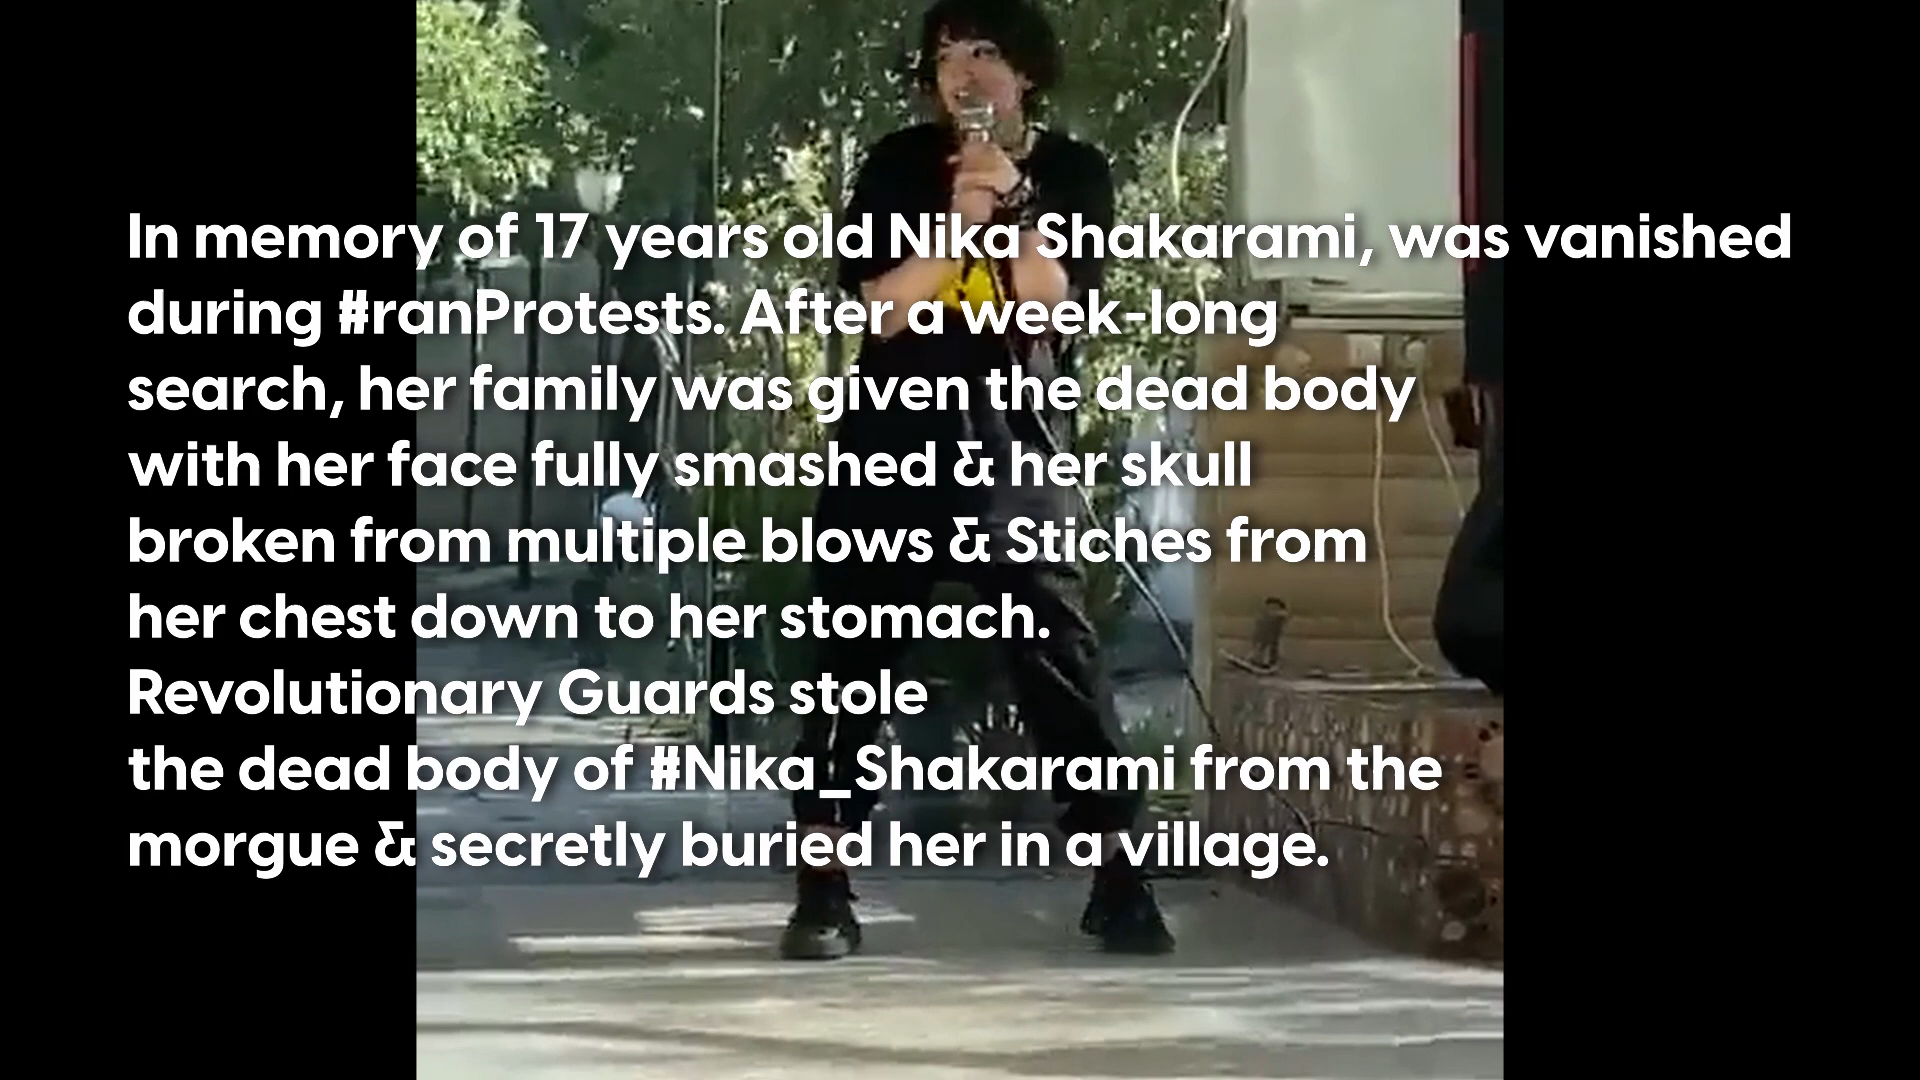 In memory of 17 years old Nika Shakarami, was vanished
during #ranProtests. After a week-long
search, her family was given the dead body
with her face fully smashed & her skull
broken from multiple blows & Stiches from
her chest down to her stomach.
Revolutionary Guards stole
the dead body of #Nika_Shakarami from the
morgue & secretly buried her in a village.